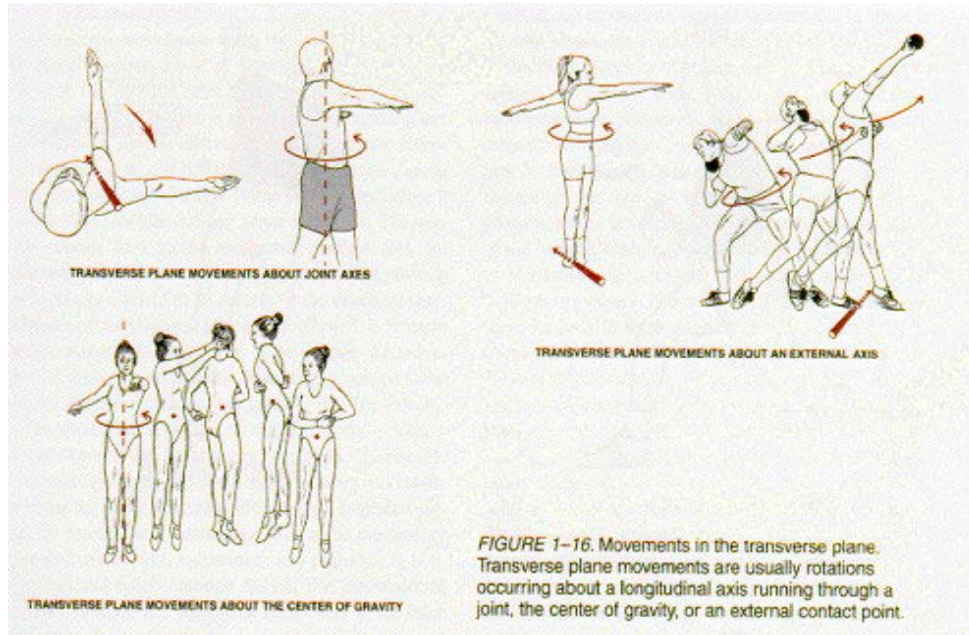 TRANSVERSE PLANE MOVEMENTS ABOUT JOINT AXES
TRANSVERSE PLANE MOVEMENTS ABOUT AN EXTERNAL AXIS
TRANSVERSE PLANE MOVEMENTS ABOUT THE CENTER OF GRAVITY
FIGURE 1–16. Movements in the transverse plane.
Transverse plane movements are usually rotations
occurring about a longitudinal axis running through a
joint, the center of gravity, or an external contact point.